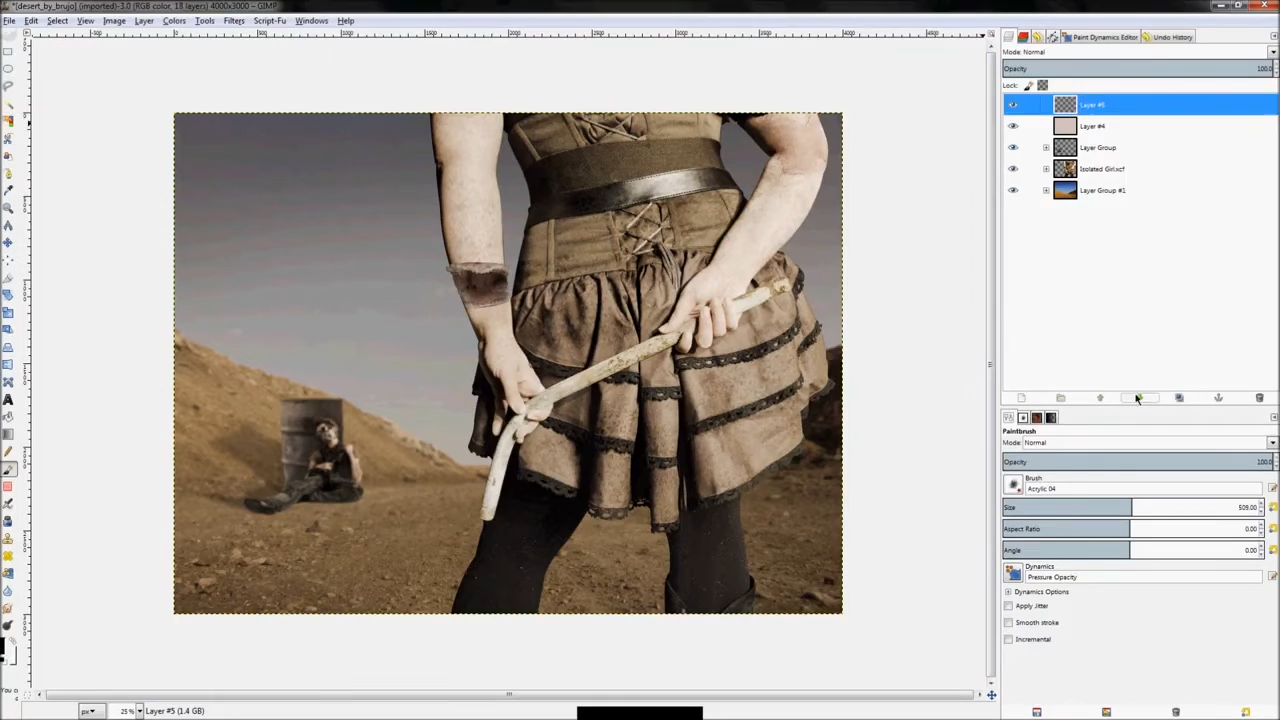 *[desert_by_brujo] (imported)-3.0 (RGB color, 18 layers) 4000x3000 – GIMP
File Edit Select View Image Layer Colors Tools Filters Script-Fu Windows Help
Paint Dynamics Editor Undo History
Mode: Normal
Opacity 100.0
Lock:
Layer #5
Layer #4
Layer Group
Isolated Girl.xcf
Layer Group #1
Paintbrush
Mode: Normal
Opacity 100.0
Brush
Acrylic 04
Size 509.00
Aspect Ratio 0.00
Angle 0.00
Dynamics
Pressure Opacity
Dynamics Options
Apply Jitter
Smooth stroke
Incremental
px 25% Layer #5 (1.4 GB)